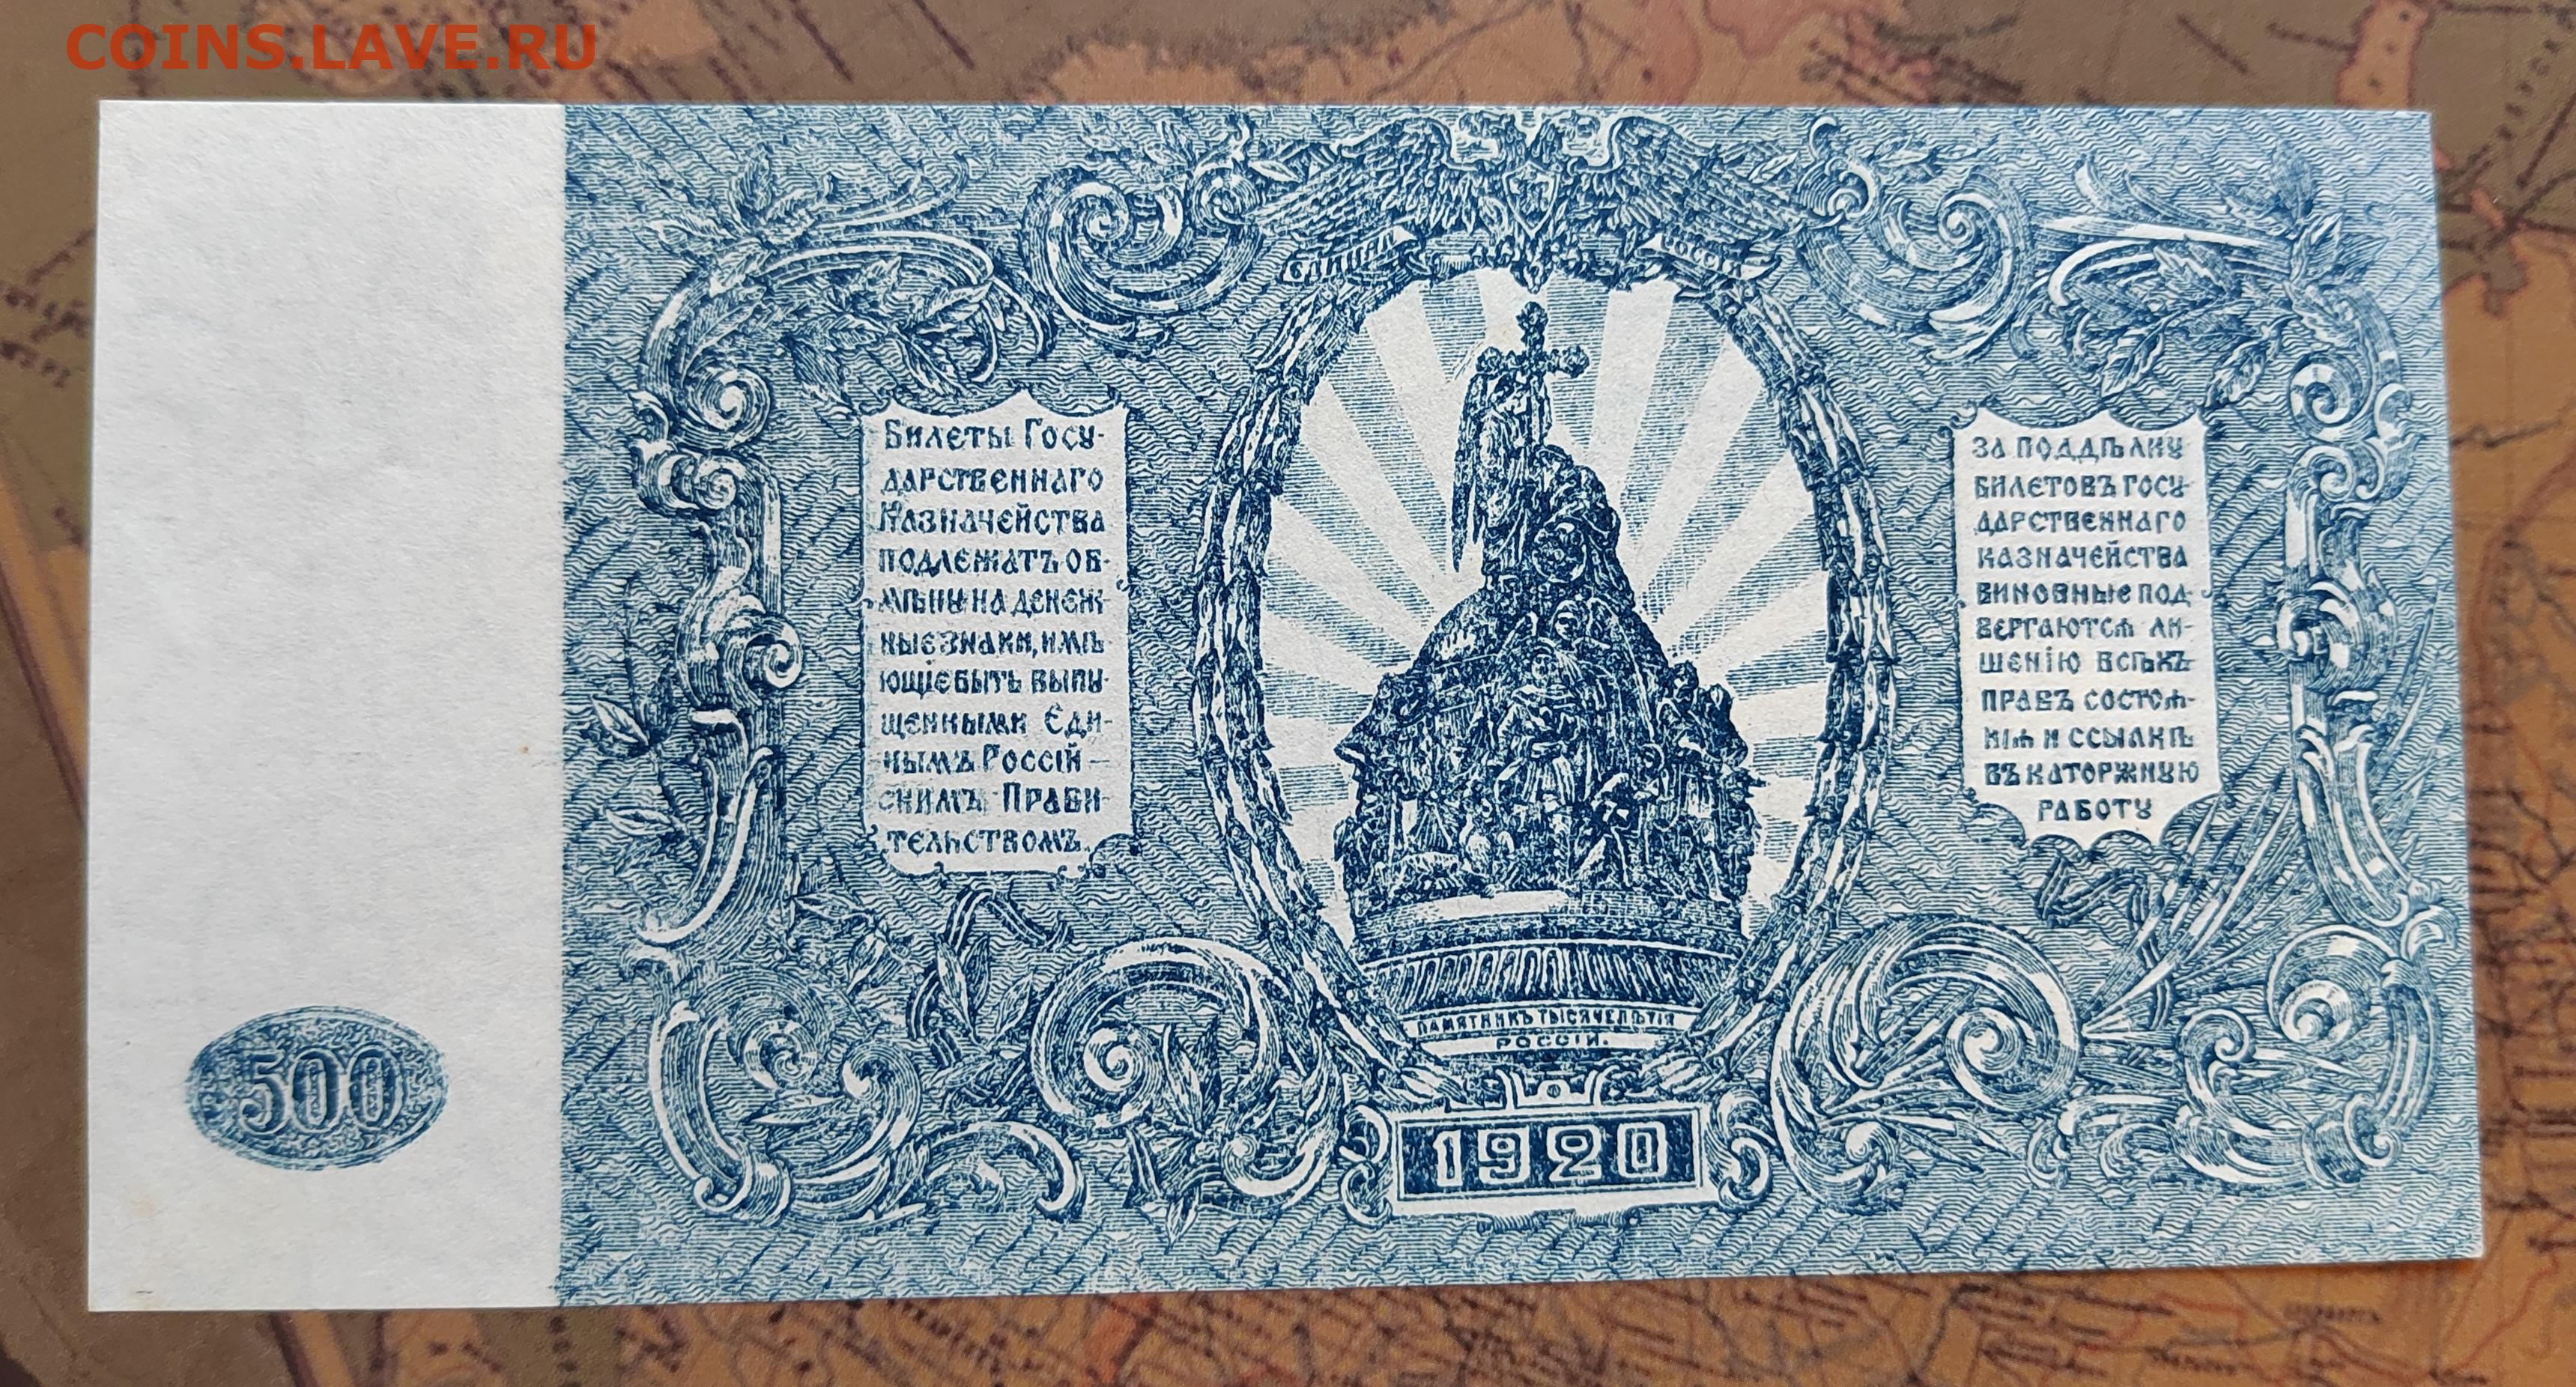 COINS.LAVE.RU
ЕДИНАЯ РОССІЯ
Билеты Госу-
дарственнаго
Казначейства
подлежатъ об-
мѣну на денеж-
ные знаки, имѣ-
ющіе быть выпу-
щенными Еди-
нымъ Россій-
скимъ Прави-
тельствомъ.
За поддѣлку
билетовъ Госу-
дарственнаго
казначейства
виновные под-
вергаются ли-
шенію всѣхъ
правъ состоя-
нія и ссылкѣ
въ каторжную
работу
ПАМЯТНИКЪ ТЫСЯЧЕЛѢТІЯ
РОССІИ.
500
1920